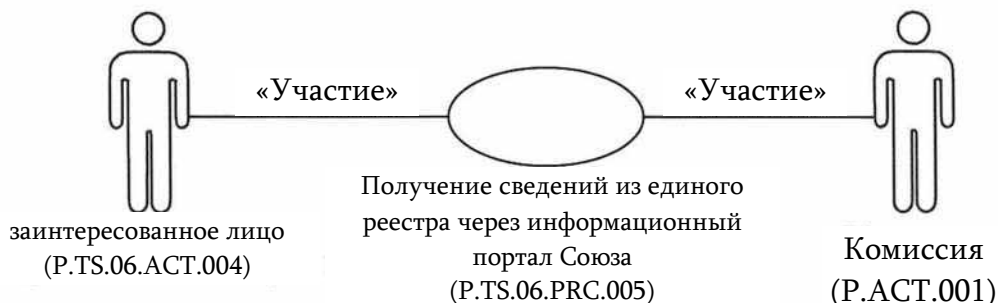 «Участие»
«Участие»
заинтересованное лицо
(P.TS.06.ACT.004)
Получение сведений из единого
реестра через информационный
портал Союза
(P.TS.06.PRC.005)
Комиссия
(P.ACT.001)